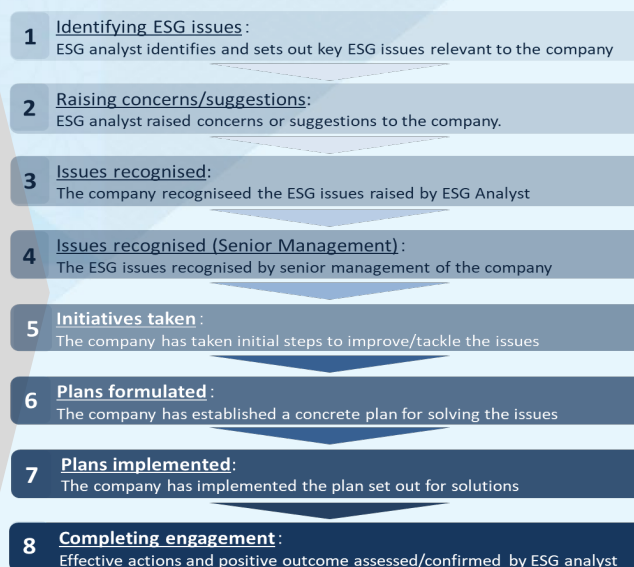 1
Identifying ESG issues:
ESG analyst identifies and sets out key ESG issues relevant to the company
2
Raising concerns/suggestions:
ESG analyst raised concerns or suggestions to the company.
3
Issues recognised:
The company recogniseed the ESG issues raised by ESG Analyst
4
Issues recognised (Senior Management):
The ESG issues recognised by senior management of the company
5
Initiatives taken:
The company has taken initial steps to improve/tackle the issues
6
Plans formulated:
The company has established a concrete plan for solving the issues
7
Plans implemented:
The company has implemented the plan set out for solutions
8
Completing engagement:
Effective actions and positive outcome assessed/confirmed by ESG analyst